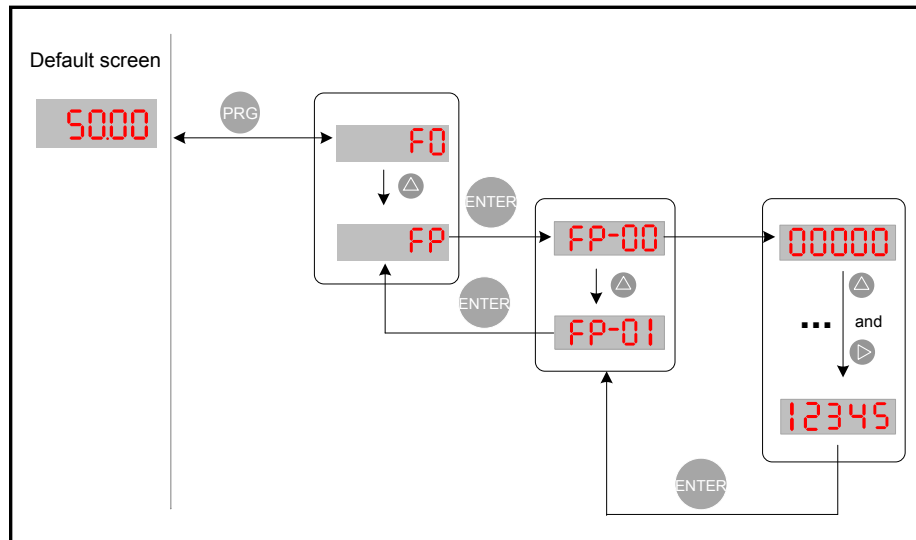 Default screen
50.00
PRG
F0
FP
ENTER
ENTER
FP-00
FP-01
00000
... and
12345
ENTER